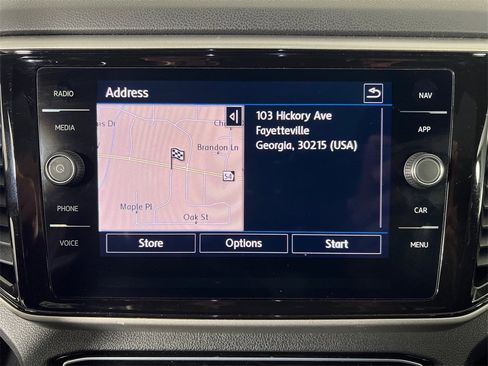 RADIO
MEDIA
PHONE
VOICE
Address
Brandon Ln
54
Maple Pl
Oak St
103 Hickory Ave
Fayetteville
Georgia, 30215 (USA)
Store
Options
Start
NAV
APP
CAR
MENU